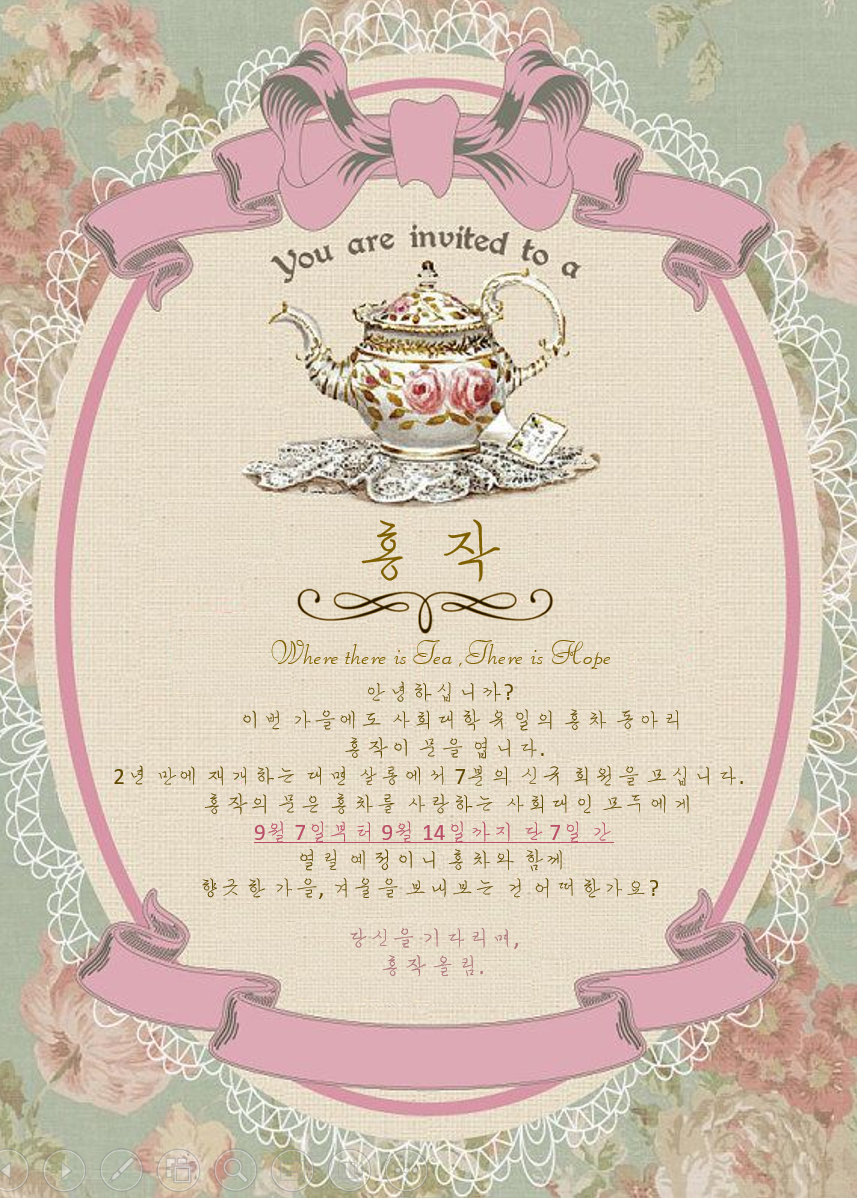 You are invited to a
홍 작
Where there is Tea ,There is Hope
안녕하십니까?
이번 가을에도 사회대학 유일의 홍차 동아리
홍작이 문을 엽니다.
2년 만에 재개하는 대면 살롱에서 7분의 신규 회원을 모십니다.
홍작의 문은 홍차를 사랑하는 사회대인 모두에게
9월 7일부터 9월 14일까지 단 7일 간
열릴 예정이니 홍차와 함께
향긋한 가을, 겨울을 보내보는 건 어떠한가요?
당신을 기다리며,
홍작 올림.